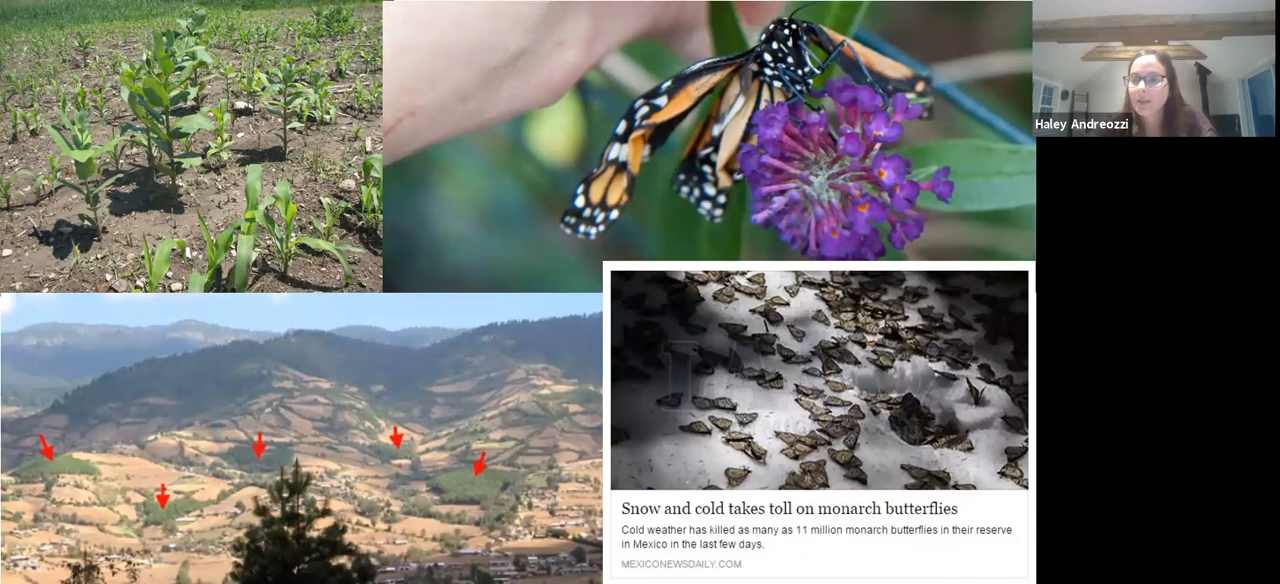 Haley Andreozzi
Snow and cold takes toll on monarch butterflies
Cold weather has killed as many as 11 million monarch butterflies in their reserve
in Mexico in the last few days.
MEXICONEWSDAILY.COM